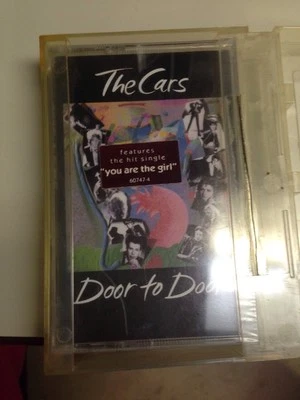 The Cars
features
the hit single
"you are the girl"
60747-4
Door to Door